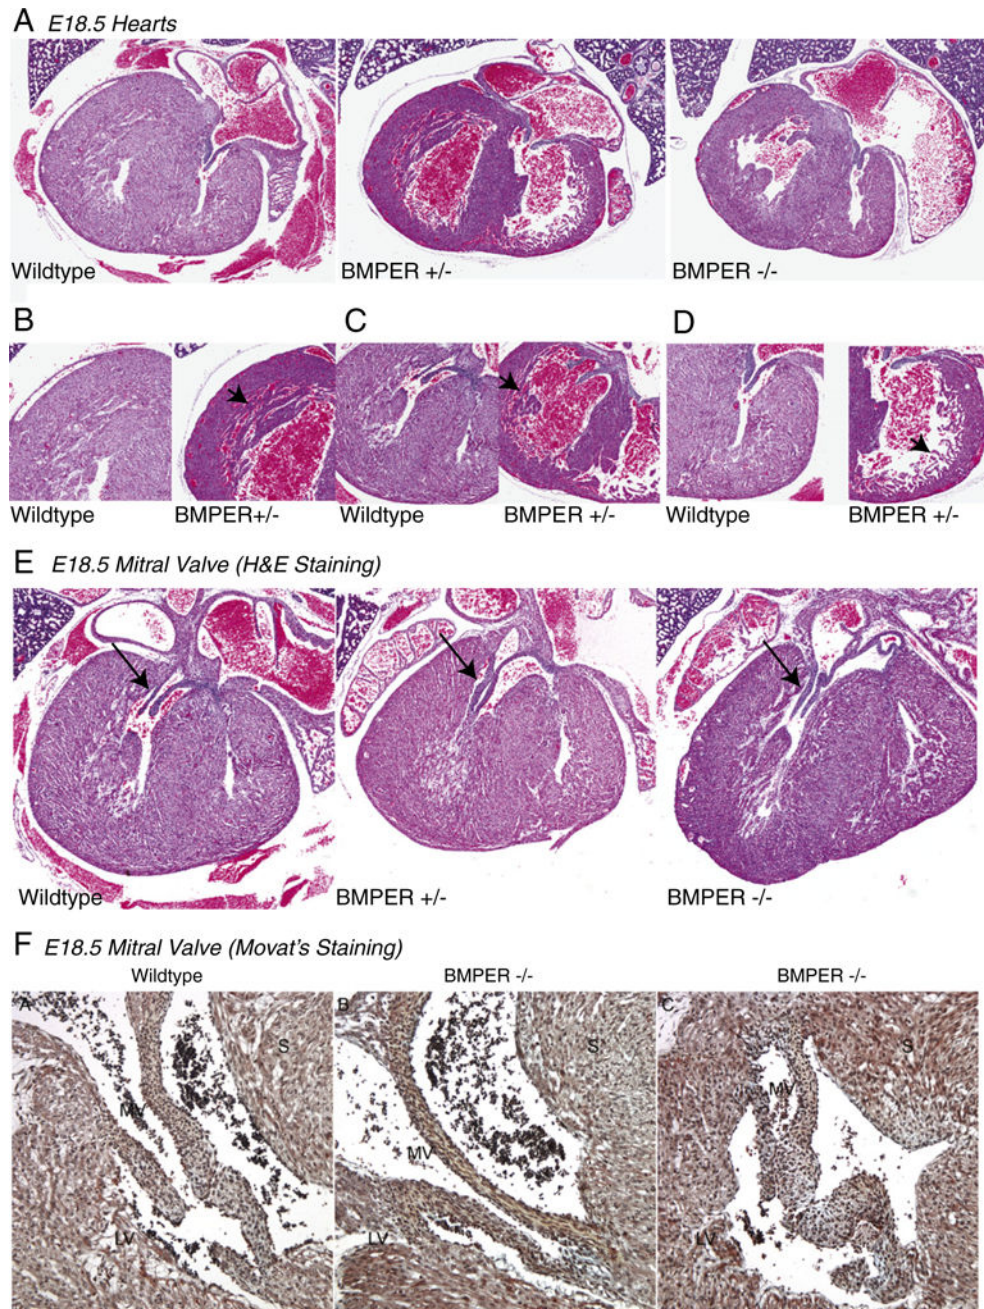 A E18.5 Hearts
Wildtype BMPER +/- BMPER -/-
B C D
Wildtype BMPER+/- Wildtype BMPER +/- Wildtype BMPER +/-
E E18.5 Mitral Valve (H&E Staining)
Wildtype BMPER +/- BMPER -/-
F E18.5 Mitral Valve (Movat's Staining)
Wildtype BMPER -/- BMPER -/-
A B C
S S S
MV MV MV
LV LV LV